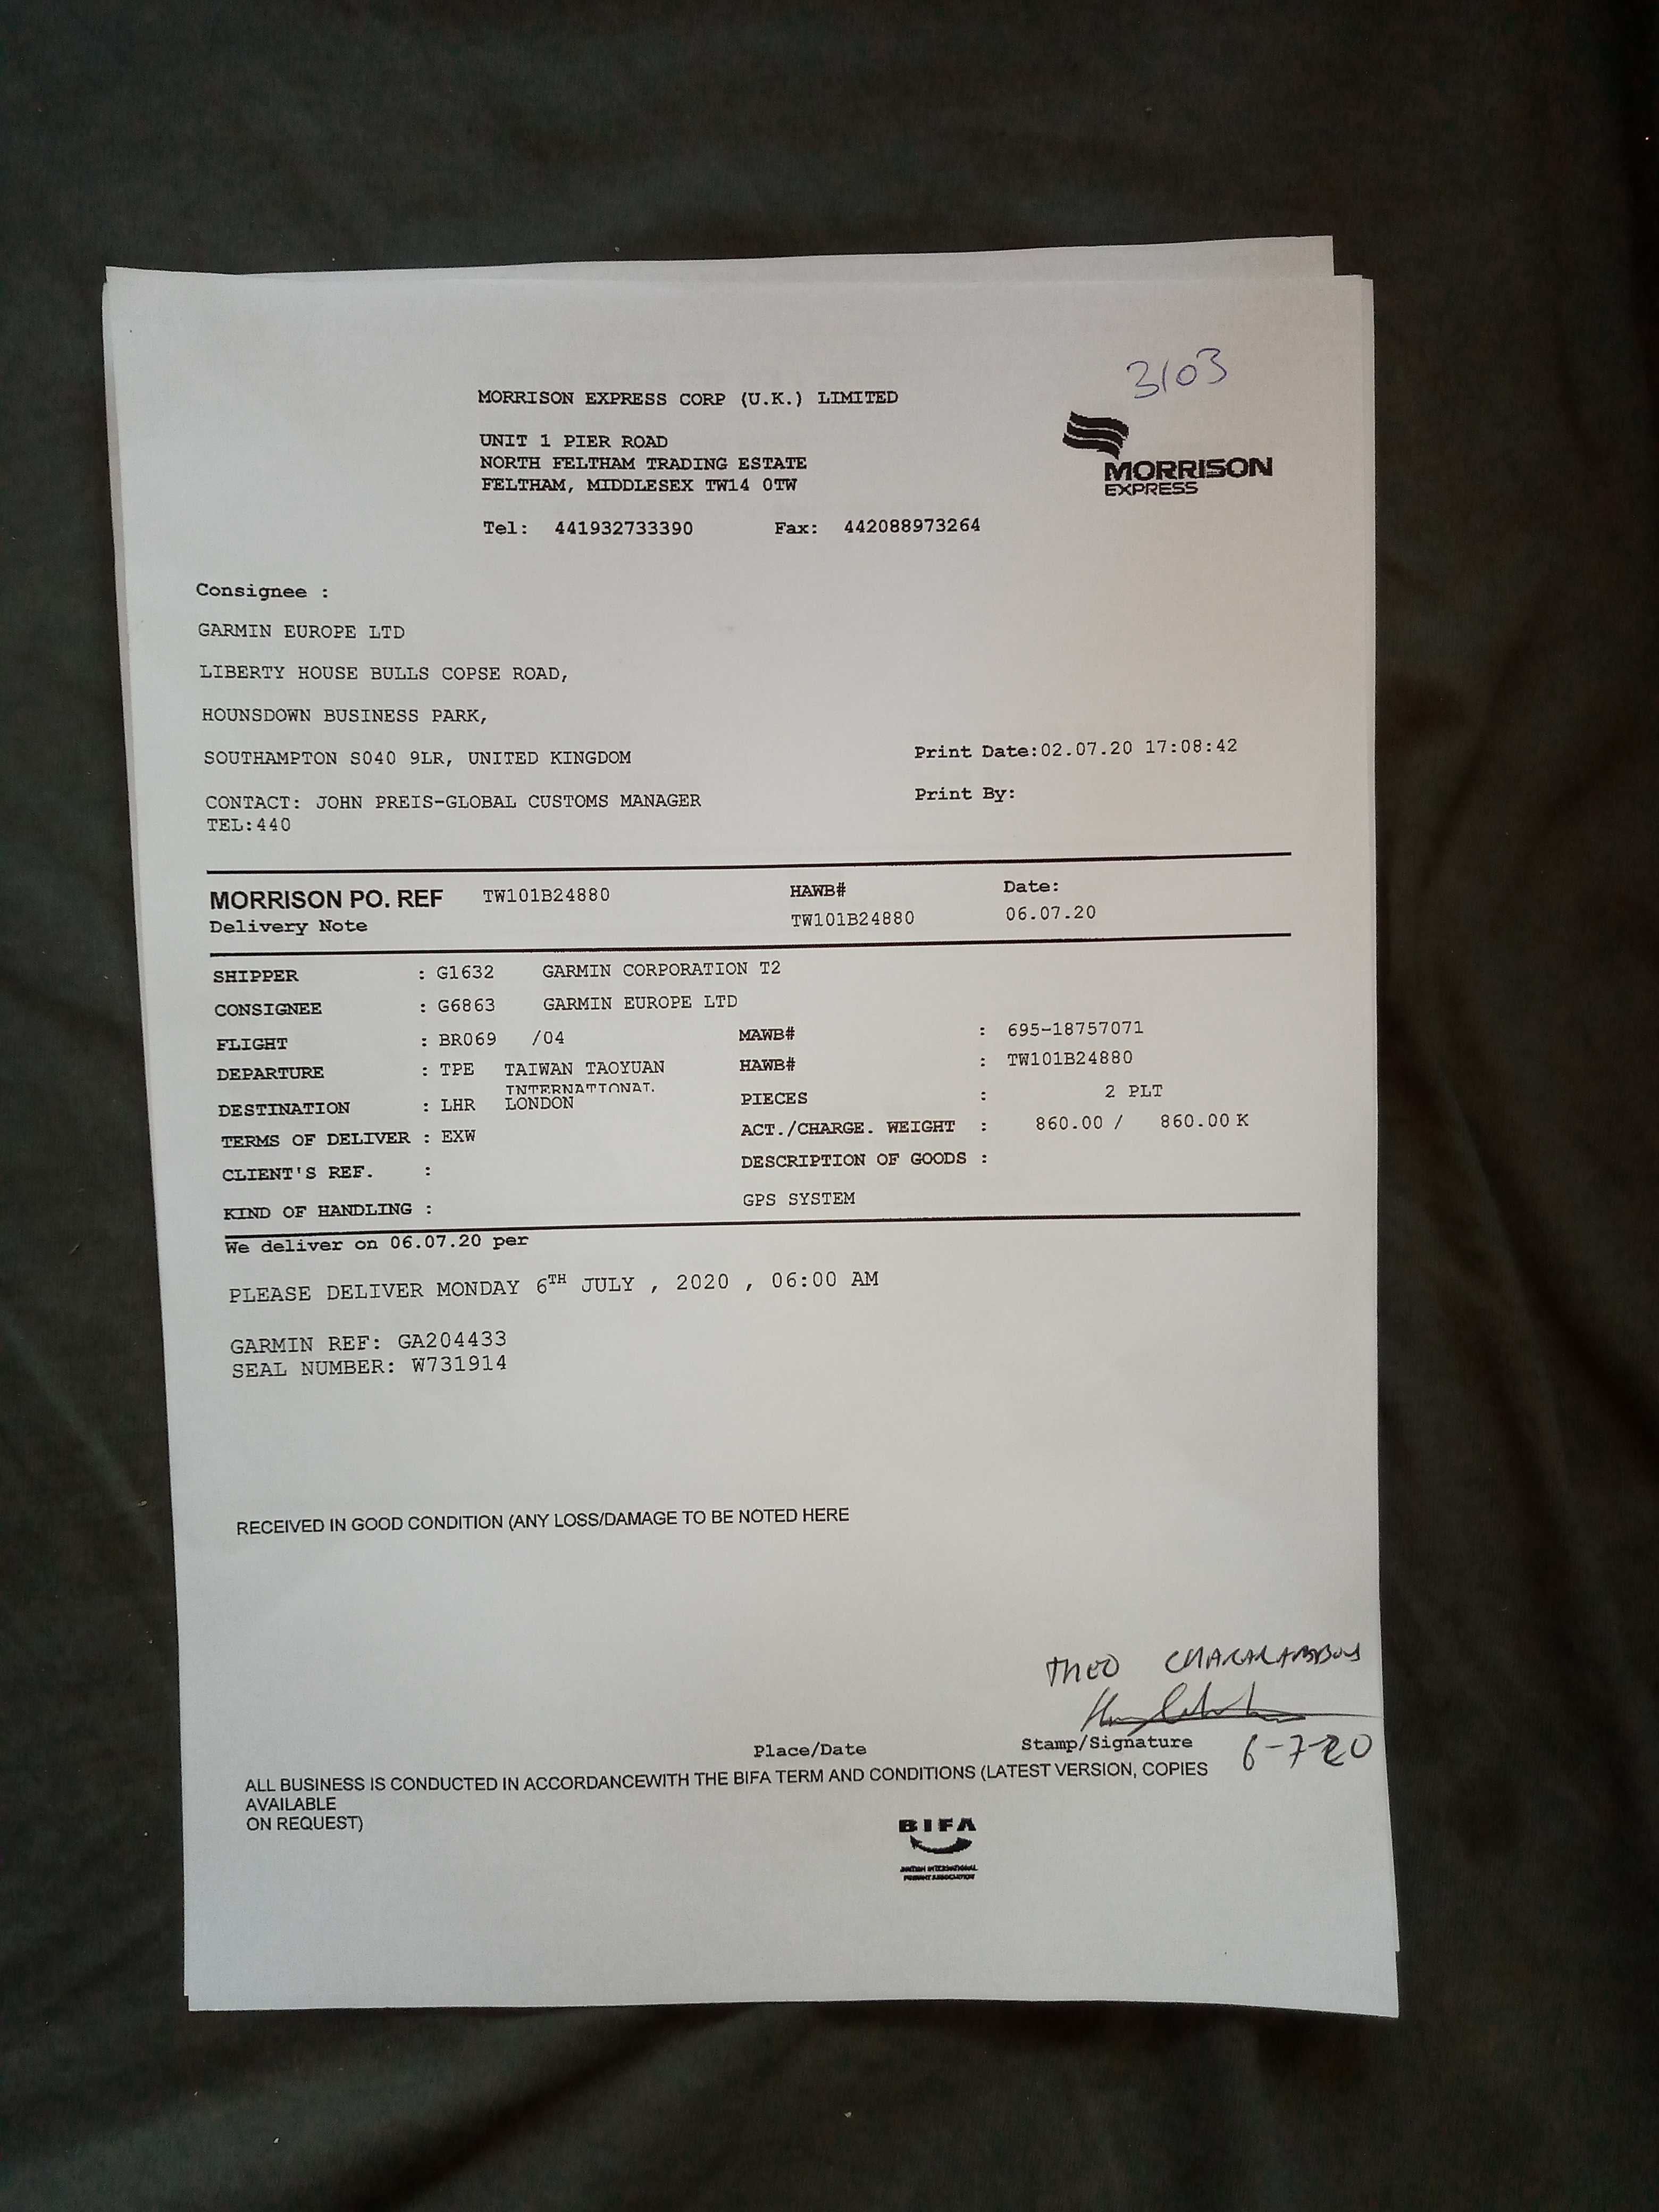 3103
MORRISON EXPRESS CORP (U.K.) LIMITED
UNIT 1 PIER ROAD
NORTH FELTHAM TRADING ESTATE
FELTHAM, MIDDLESEX TW14 0TW
MORRISON
EXPRESS
Tel: 441932733390 Fax: 442088973264
Consignee :
GARMIN EUROPE LTD
LIBERTY HOUSE BULLS COPSE ROAD,
HOUNSDOWN BUSINESS PARK,
SOUTHAMPTON SO40 9LR, UNITED KINGDOM
Print Date:02.07.20 17:08:42
CONTACT: JOHN PREIS-GLOBAL CUSTOMS MANAGER
Print By:
TEL:440
MORRISON PO. REF TW101B24880 HAWB# Date:
Delivery Note TW101B24880 06.07.20
SHIPPER : G1632 GARMIN CORPORATION T2
CONSIGNEE : G6863 GARMIN EUROPE LTD
FLIGHT : BR069 /04 MAWB# : 695-18757071
DEPARTURE : TPE TAIWAN TAOYUAN HAWB# : TW101B24880
INTERNATIONAL
DESTINATION : LHR LONDON PIECES : 2 PLT
TERMS OF DELIVER : EXW ACT./CHARGE. WEIGHT : 860.00 / 860.00 K
CLIENT'S REF. : DESCRIPTION OF GOODS :
KIND OF HANDLING : GPS SYSTEM
We deliver on 06.07.20 per
PLEASE DELIVER MONDAY 6TH JULY , 2020 , 06:00 AM
GARMIN REF: GA204433
SEAL NUMBER: W731914
RECEIVED IN GOOD CONDITION (ANY LOSS/DAMAGE TO BE NOTED HERE
THEO CHARALAMBOUS
Place/Date Stamp/Signature 6-7-20
ALL BUSINESS IS CONDUCTED IN ACCORDANCEWITH THE BIFA TERM AND CONDITIONS (LATEST VERSION, COPIES
AVAILABLE
ON REQUEST)
BIFA
BRITISH INTERNATIONAL
FREIGHT ASSOCIATION